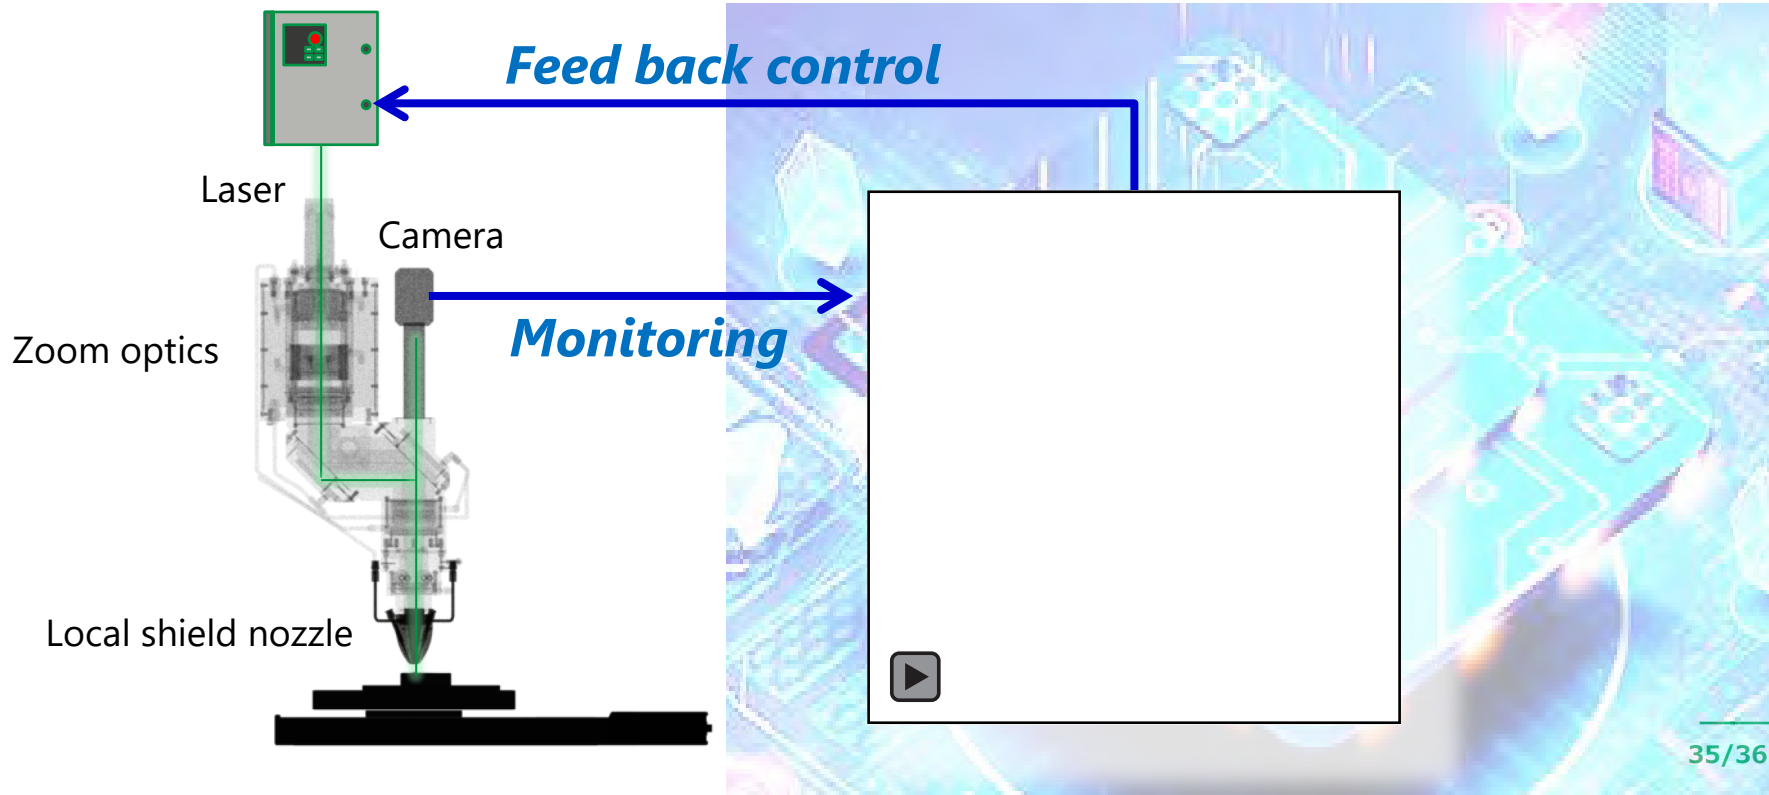 Feed back control
Laser
Camera
Zoom optics
Monitoring
Local shield nozzle
35/36